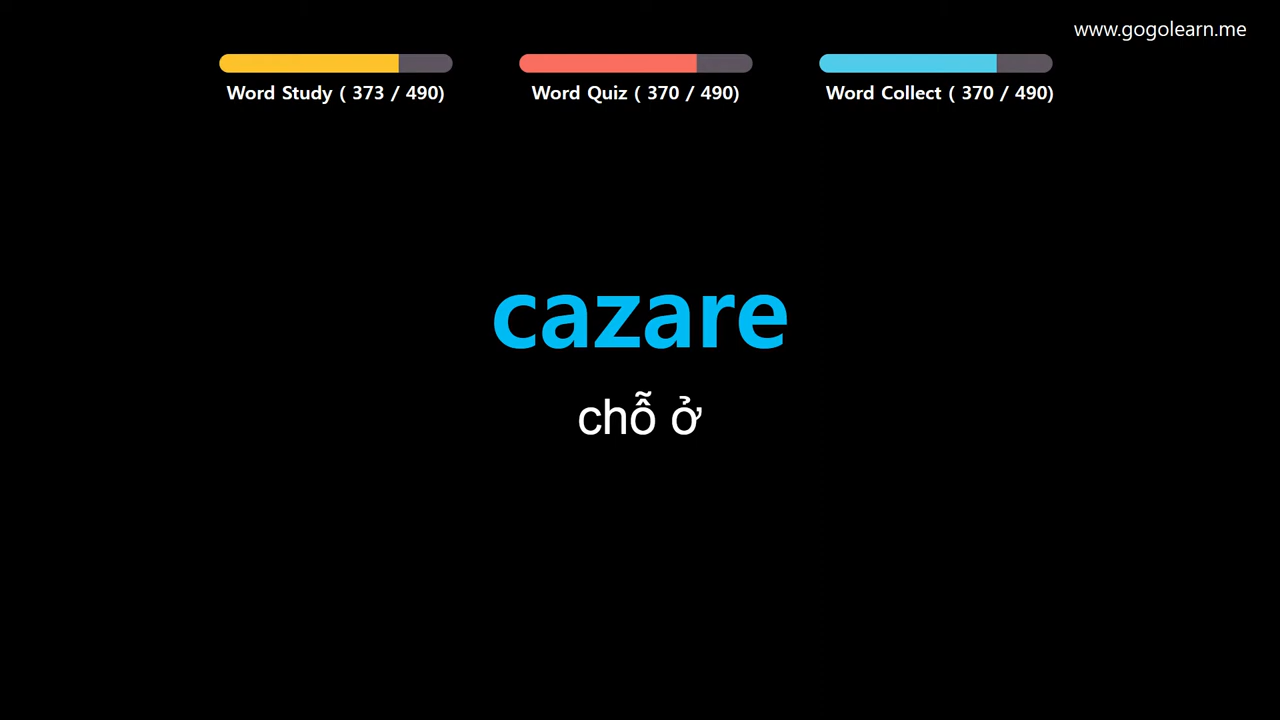 www.gogolearn.me
Word Study ( 373 / 490)
Word Quiz ( 370 / 490)
Word Collect ( 370 / 490)
cazare
chỗ ở